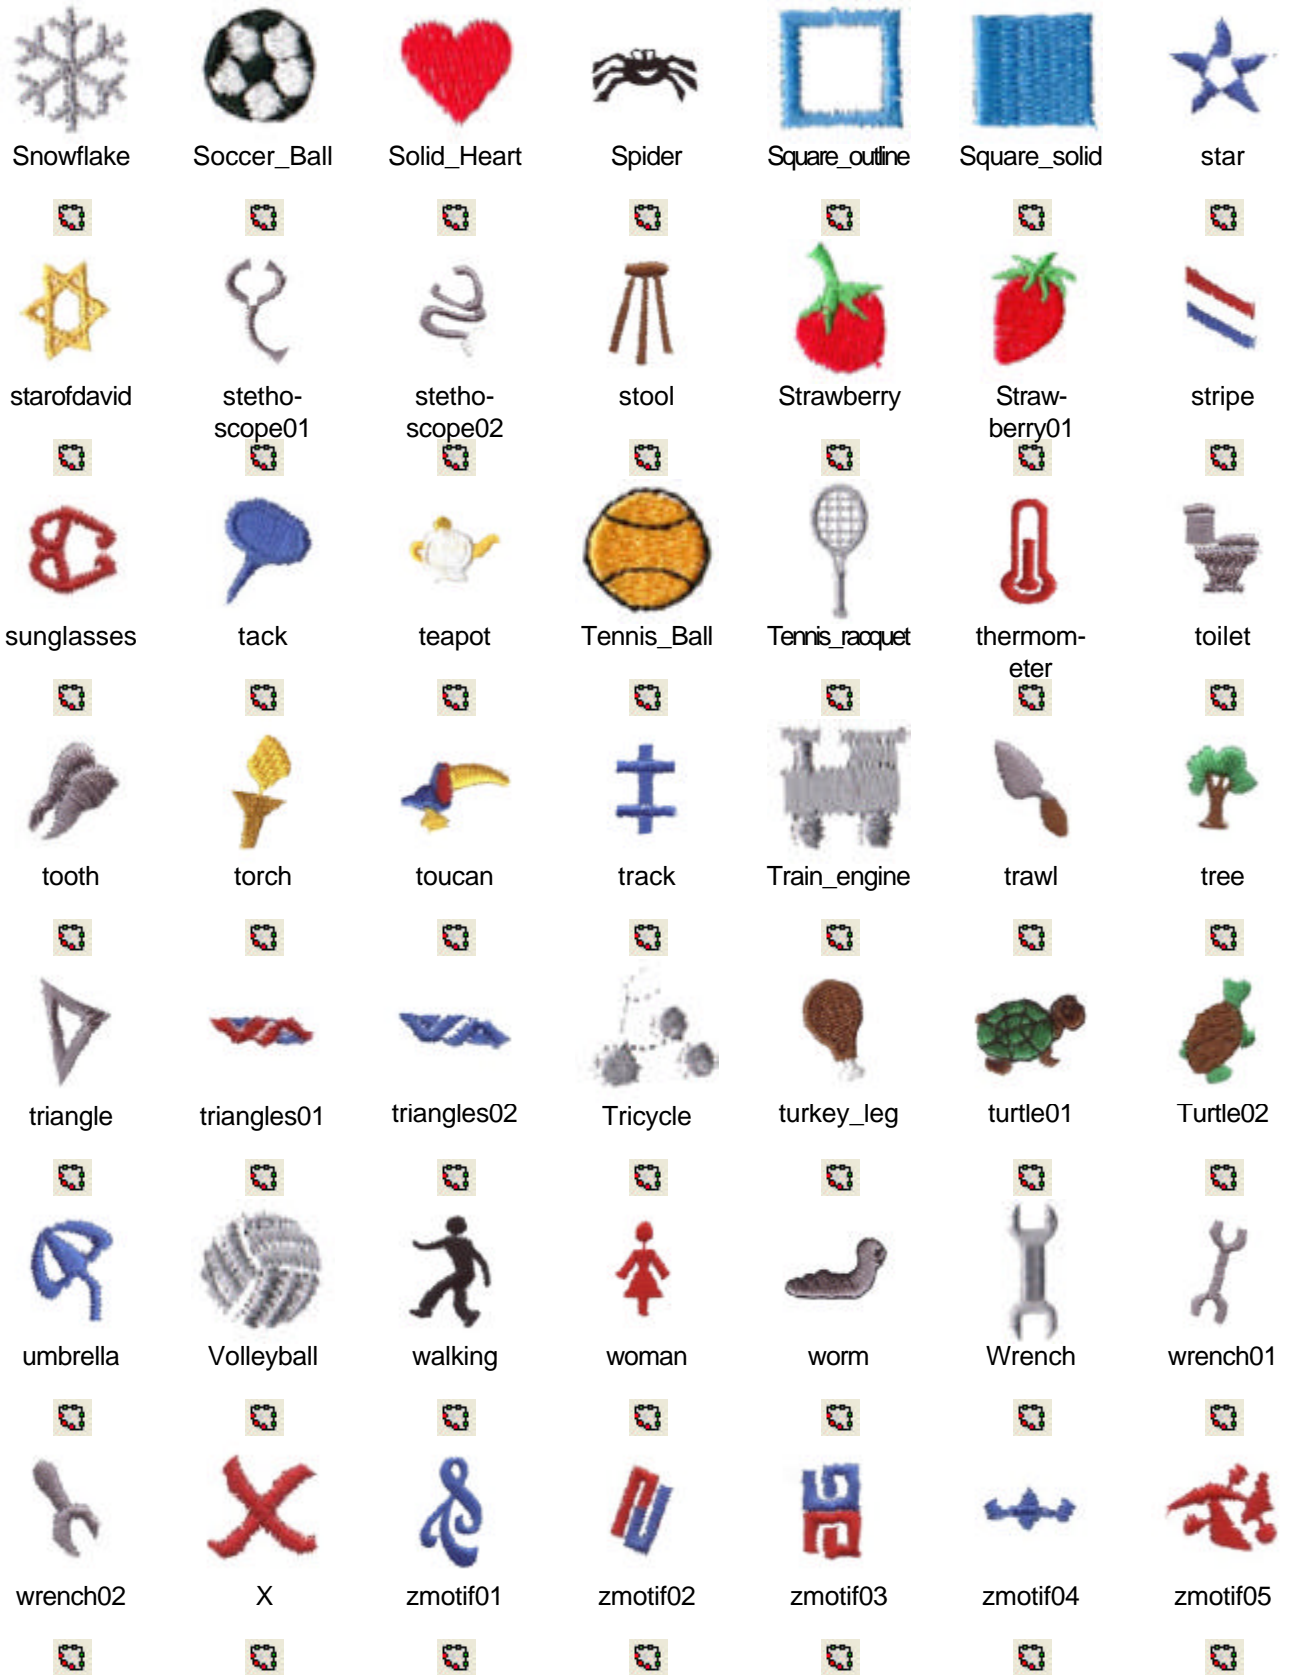 Snowflake Soccer_Ball Solid_Heart Spider Square_outline Square_solid star
starofdavid stetho- stetho- stool Strawberry Straw- stripe
scope01 scope02 berry01
sunglasses tack teapot Tennis_Ball Tennis_racquet thermom- toilet
eter
tooth torch toucan track Train_engine trawl tree
triangle triangles01 triangles02 Tricycle turkey_leg turtle01 Turtle02
umbrella Volleyball walking woman worm Wrench wrench01
wrench02 X zmotif01 zmotif02 zmotif03 zmotif04 zmotif05